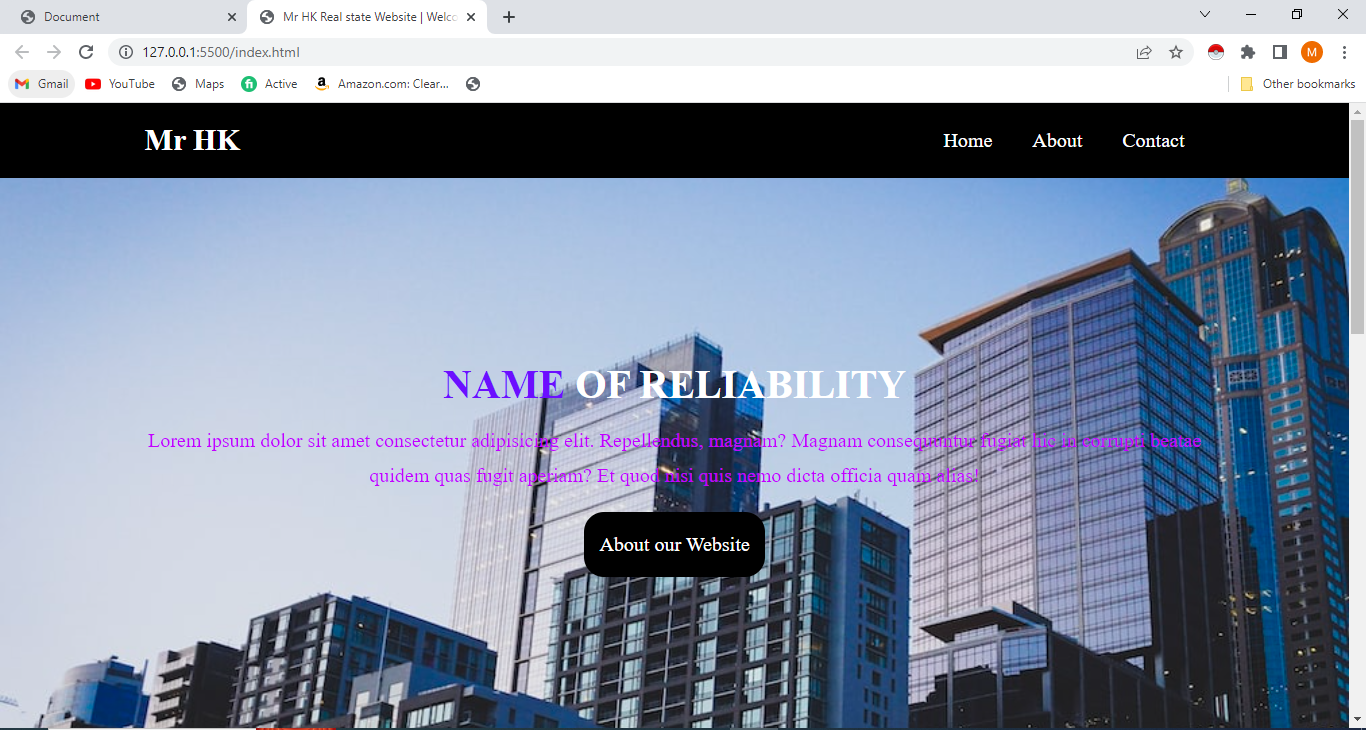 Document
Mr HK Real state Website | Welco
127.0.0.1:5500/index.html
M
Gmail
YouTube
Maps
Active
Amazon.com: Clear...
Other bookmarks
Mr HK
Home
About
Contact
NAME OF RELIABILITY
Lorem ipsum dolor sit amet consectetur adipisicing elit. Repellendus, magnam? Magnam consequuntur fugiat hic in corrupti beatae
quidem quas fugit aperiam? Et quod nisi quis nemo dicta officia quam alias!
About our Website